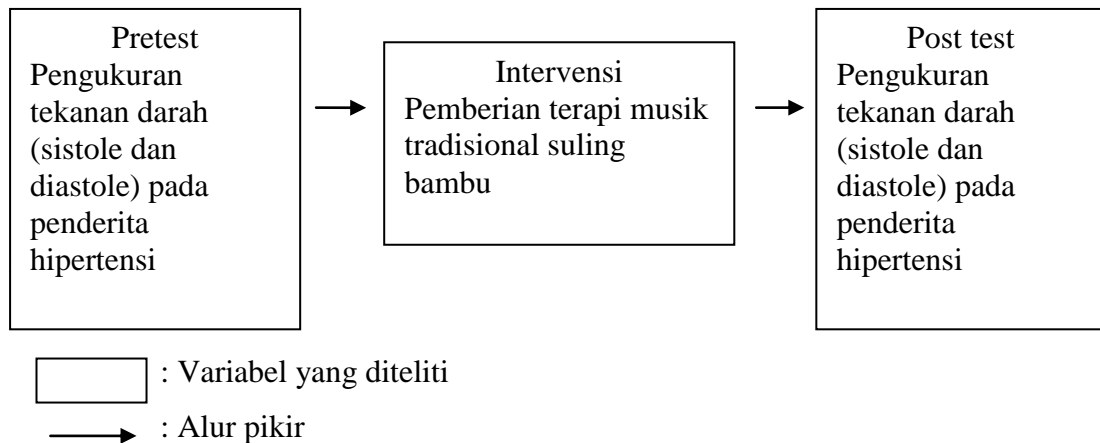 Pretest
Pengukuran
tekanan darah
(sistole dan
diastole) pada
penderita
hipertensi
Intervensi
Pemberian terapi musik
tradisional suling
bambu
Post test
Pengukuran
tekanan darah
(sistole dan
diastole) pada
penderita
hipertensi
: Variabel yang diteliti
: Alur pikir